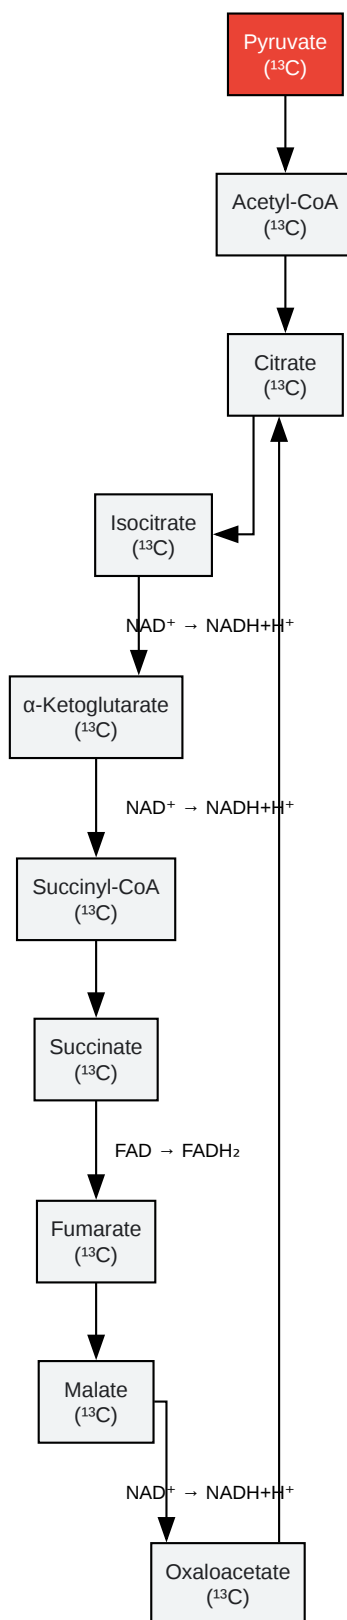 Pyruvate
(¹³C)
Acetyl-CoA
(¹³C)
Citrate
(¹³C)
Isocitrate
(¹³C)
NAD⁺ → NADH+H⁺
α-Ketoglutarate
(¹³C)
NAD⁺ → NADH+H⁺
Succinyl-CoA
(¹³C)
Succinate
(¹³C)
FAD → FADH₂
Fumarate
(¹³C)
Malate
(¹³C)
NAD⁺ → NADH+H⁺
Oxaloacetate
(¹³C)